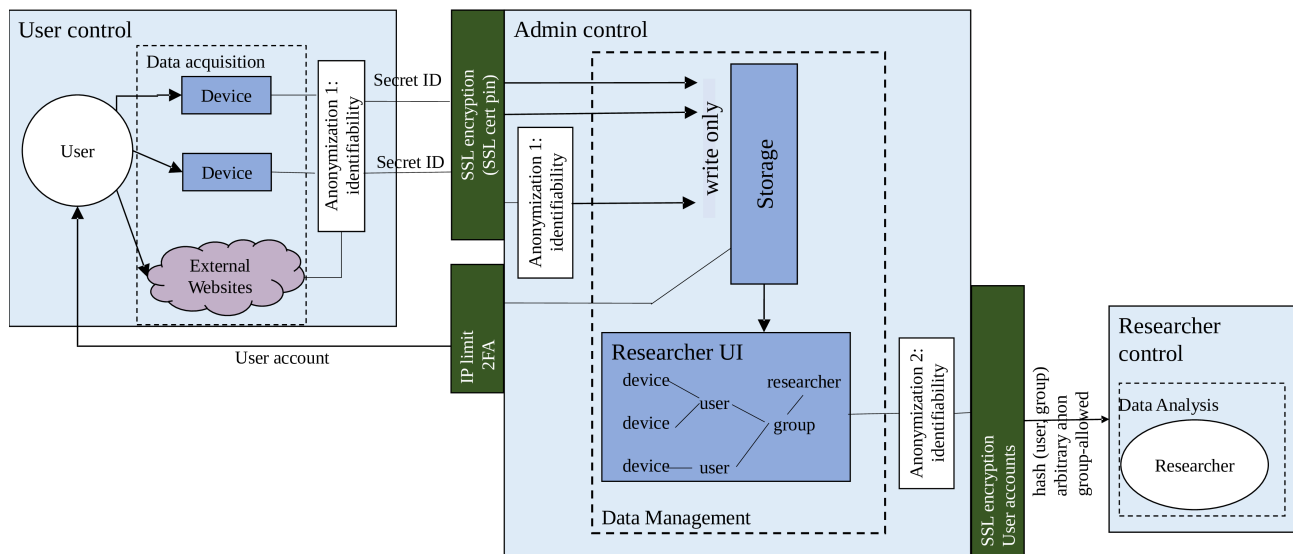 User control
Data acquisition
Device
Device
User
External
Websites
Anonymization 1:
identifiability
Secret ID
Secret ID
User account
SSL encryption
(SSL cert pin)
IP limit
2FA
Admin control
Anonymization 1:
identifiability
write only
Storage
Researcher UI
device
researcher
user
device
group
device
user
Data Management
Anonymization 2:
identifiability
SSL encryption
User accounts
hash (user, group)
arbitrary anon
group-allowed
Researcher
control
Data Analysis
Researcher